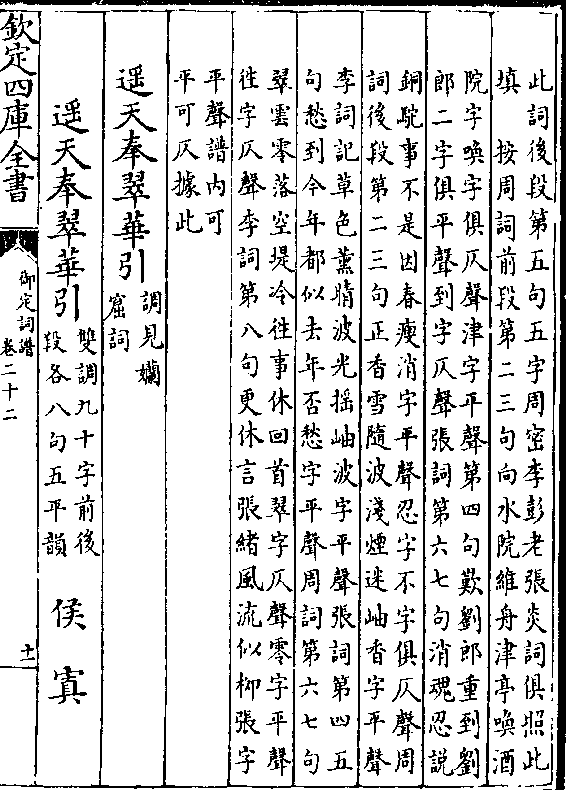 此詞後段第五句五字周密李彭老張炎詞俱照此
填　按周詞前段第二三句向水院維舟津亭喚酒
院字喚字俱仄聲津字平聲第四句歎劉郎重到劉
郎二字俱平聲到字仄聲張詞第六七句消魂忍說
銅駝事不是因春瘦消字平聲忍字不字俱仄聲周
詞後段第二三句正香雪隨波淺煙迷岫香字平聲
李詞記草色薰晴波光搖岫波字平聲張詞第四五
句愁到今年都似去年否愁字平聲周詞第六七句
翠雲零落空堤冷往事休回首翠字仄聲零字平聲
徃字仄聲李詞第八句更休言張緒風流似柳張字
平聲譜內可
平可仄據此
遥天奉翠華引
調見嬾
窟詞
遥天奉翠華引
雙調九十字前後
段各八句五平韻
侯寘
欽定四庫全書
御定詞譜
卷二十二
十一